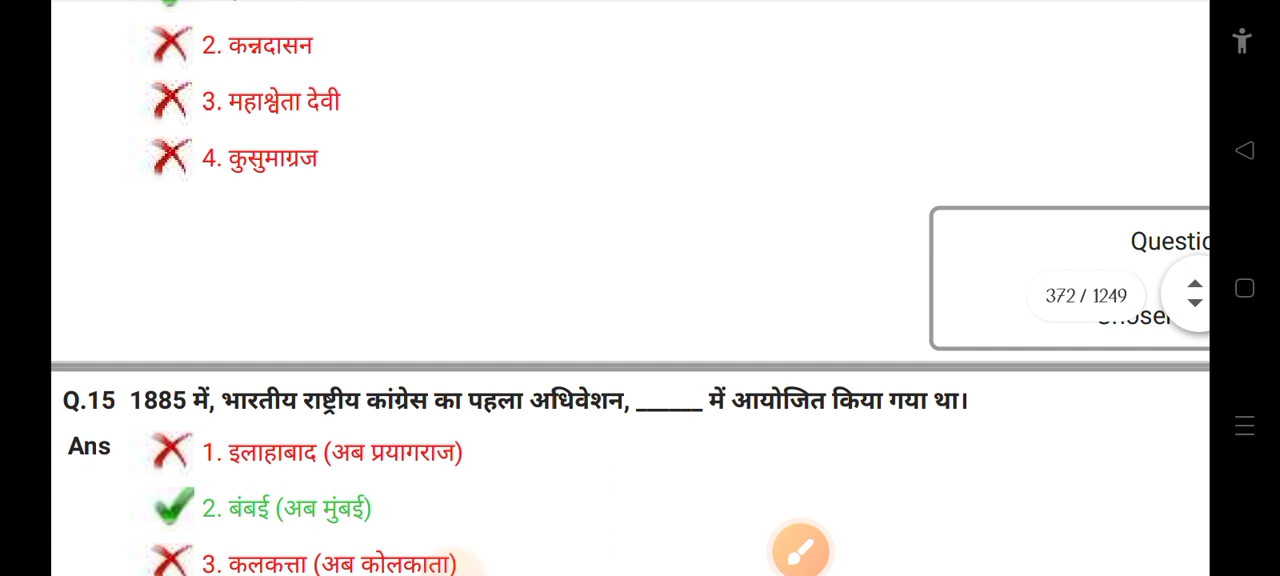 2. कन्नदासन
3. महाश्वेता देवी
4. कुसुमाग्रज
372 / 1249
Q.15 1885 में, भारतीय राष्ट्रीय कांग्रेस का पहला अधिवेशन, ______ में आयोजित किया गया था।
Ans 1. इलाहाबाद (अब प्रयागराज)
2. बंबई (अब मुंबई)
3. कलकत्ता (अब कोलकाता)